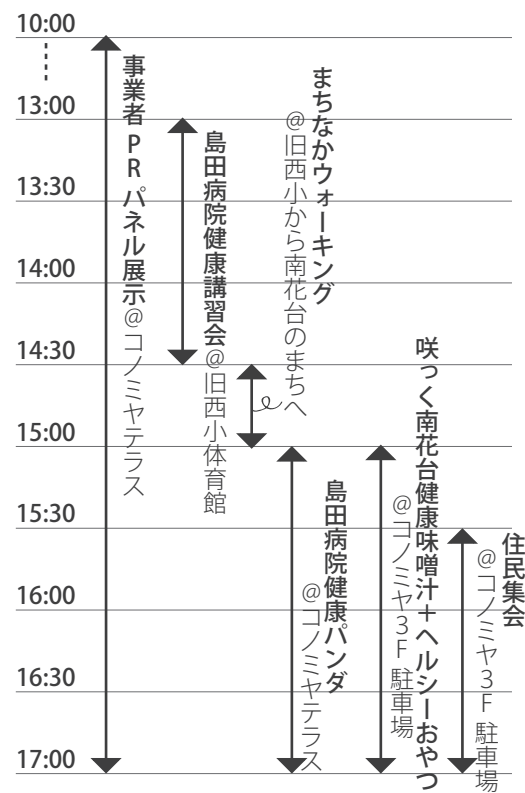 10:00
13:00
13:30
14:00
14:30
15:00
15:30
16:00
16:30
17:00
事業者 PR パネル展示@コノミヤテラス
島田病院健康講習会@旧西小体育館
まちなかウォーキング
@旧西小から南花台のまちへ
島田病院健康パンダ
@コノミヤテラス
咲っく南花台健康味噌汁＋ヘルシーおやつ
@コノミヤ3F 駐車場
住民集会
@コノミヤ3F 駐車場